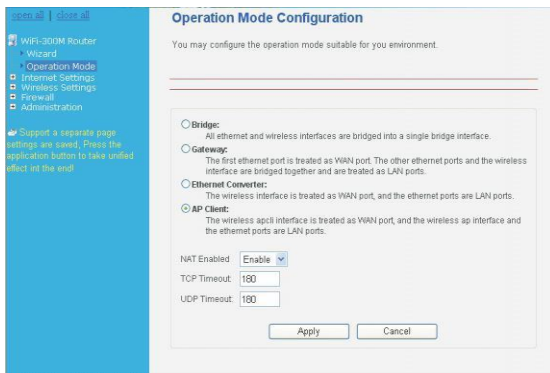 open all | close all
WiFi-300M Router
Wizard
Operation Mode
Internet Settings
Wireless Settings
Firewall
Administration
Support a separate page
settings are saved, Press the
application button to take unified
effect int the end!
Operation Mode Configuration
You may configure the operation mode suitable for you environment.
Bridge:
All ethernet and wireless interfaces are bridged into a single bridge interface.
Gateway:
The first ethernet port is treated as WAN port. The other ethernet ports and the wireless
interface are bridged together and are treated as LAN ports.
Ethernet Converter:
The wireless interface is treated as WAN port, and the ethernet ports are LAN ports.
AP Client:
The wireless apcli interface is treated as WAN port, and the wireless ap interface and
the ethernet ports are LAN ports.
NAT Enabled Enable
TCP Timeout: 180
UDP Timeout: 180
Apply Cancel